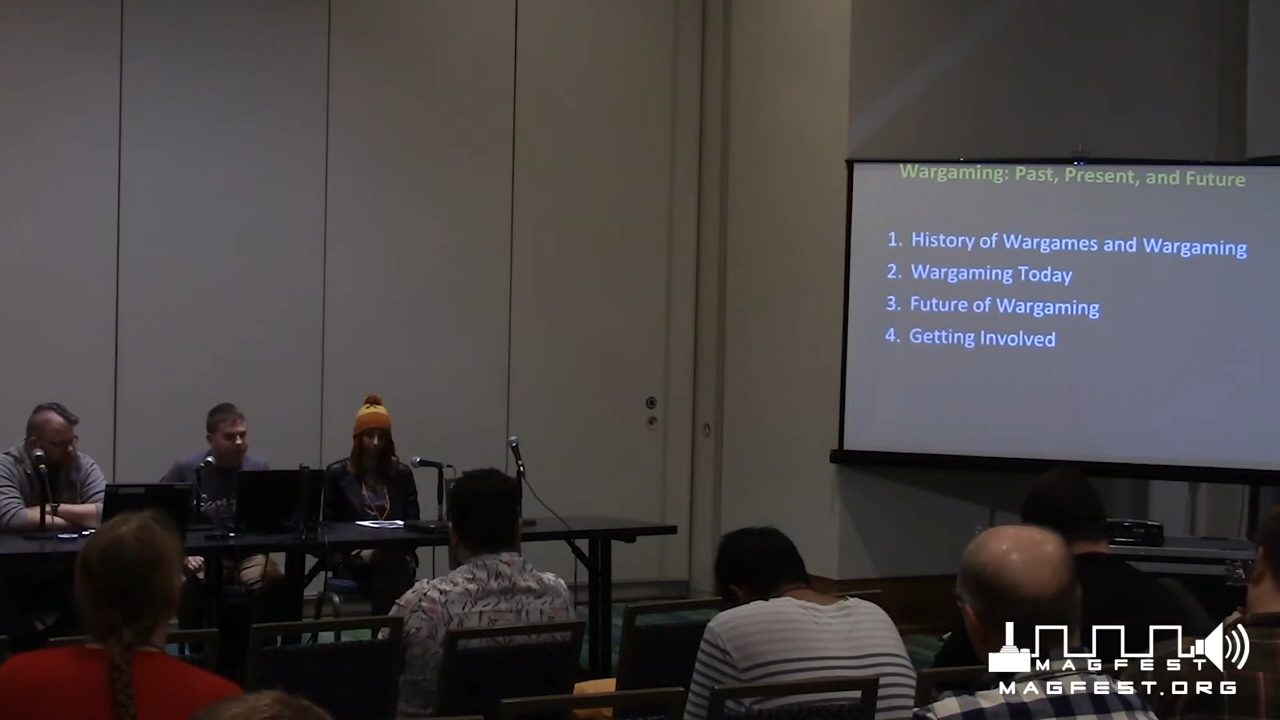 Wargaming: Past, Present, and Future
1. History of Wargames and Wargaming
2. Wargaming Today
3. Future of Wargaming
4. Getting Involved
MAGFEST
MAGFEST.ORG